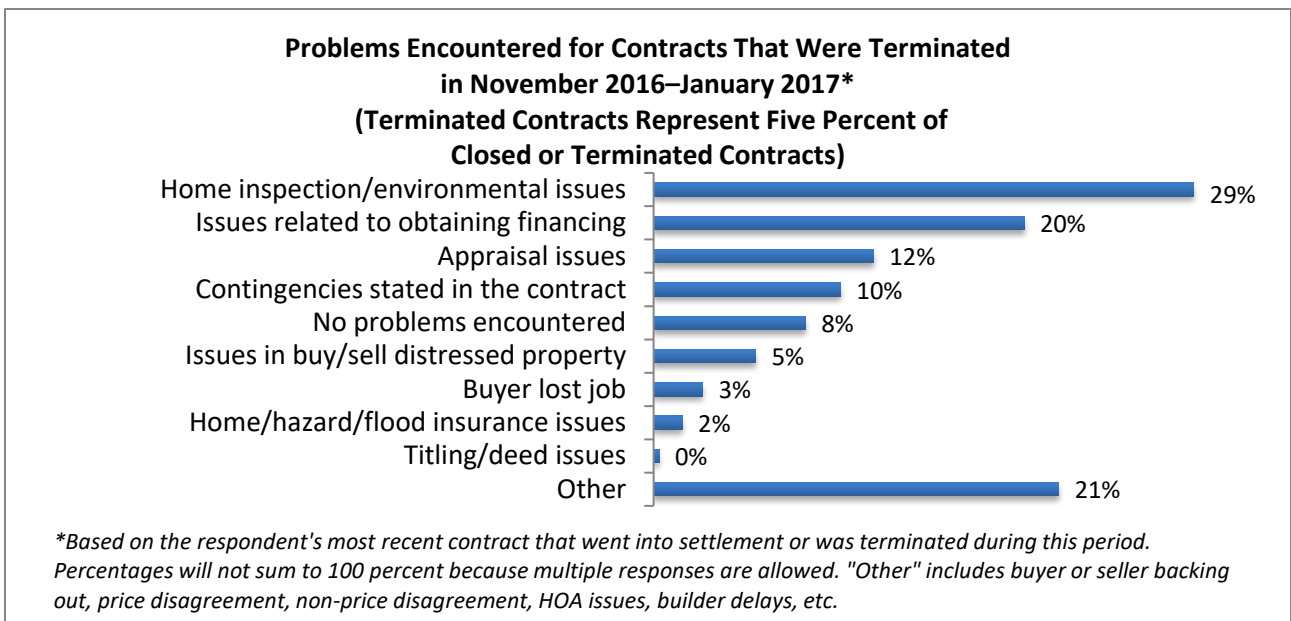 Problems Encountered for Contracts That Were Terminated
in November 2016–January 2017*
(Terminated Contracts Represent Five Percent of
Closed or Terminated Contracts)
Home inspection/environmental issues 29%
Issues related to obtaining financing 20%
Appraisal issues 12%
Contingencies stated in the contract 10%
No problems encountered 8%
Issues in buy/sell distressed property 5%
Buyer lost job 3%
Home/hazard/flood insurance issues 2%
Titling/deed issues 0%
Other 21%
*Based on the respondent's most recent contract that went into settlement or was terminated during this period.
Percentages will not sum to 100 percent because multiple responses are allowed. "Other" includes buyer or seller backing
out, price disagreement, non-price disagreement, HOA issues, builder delays, etc.